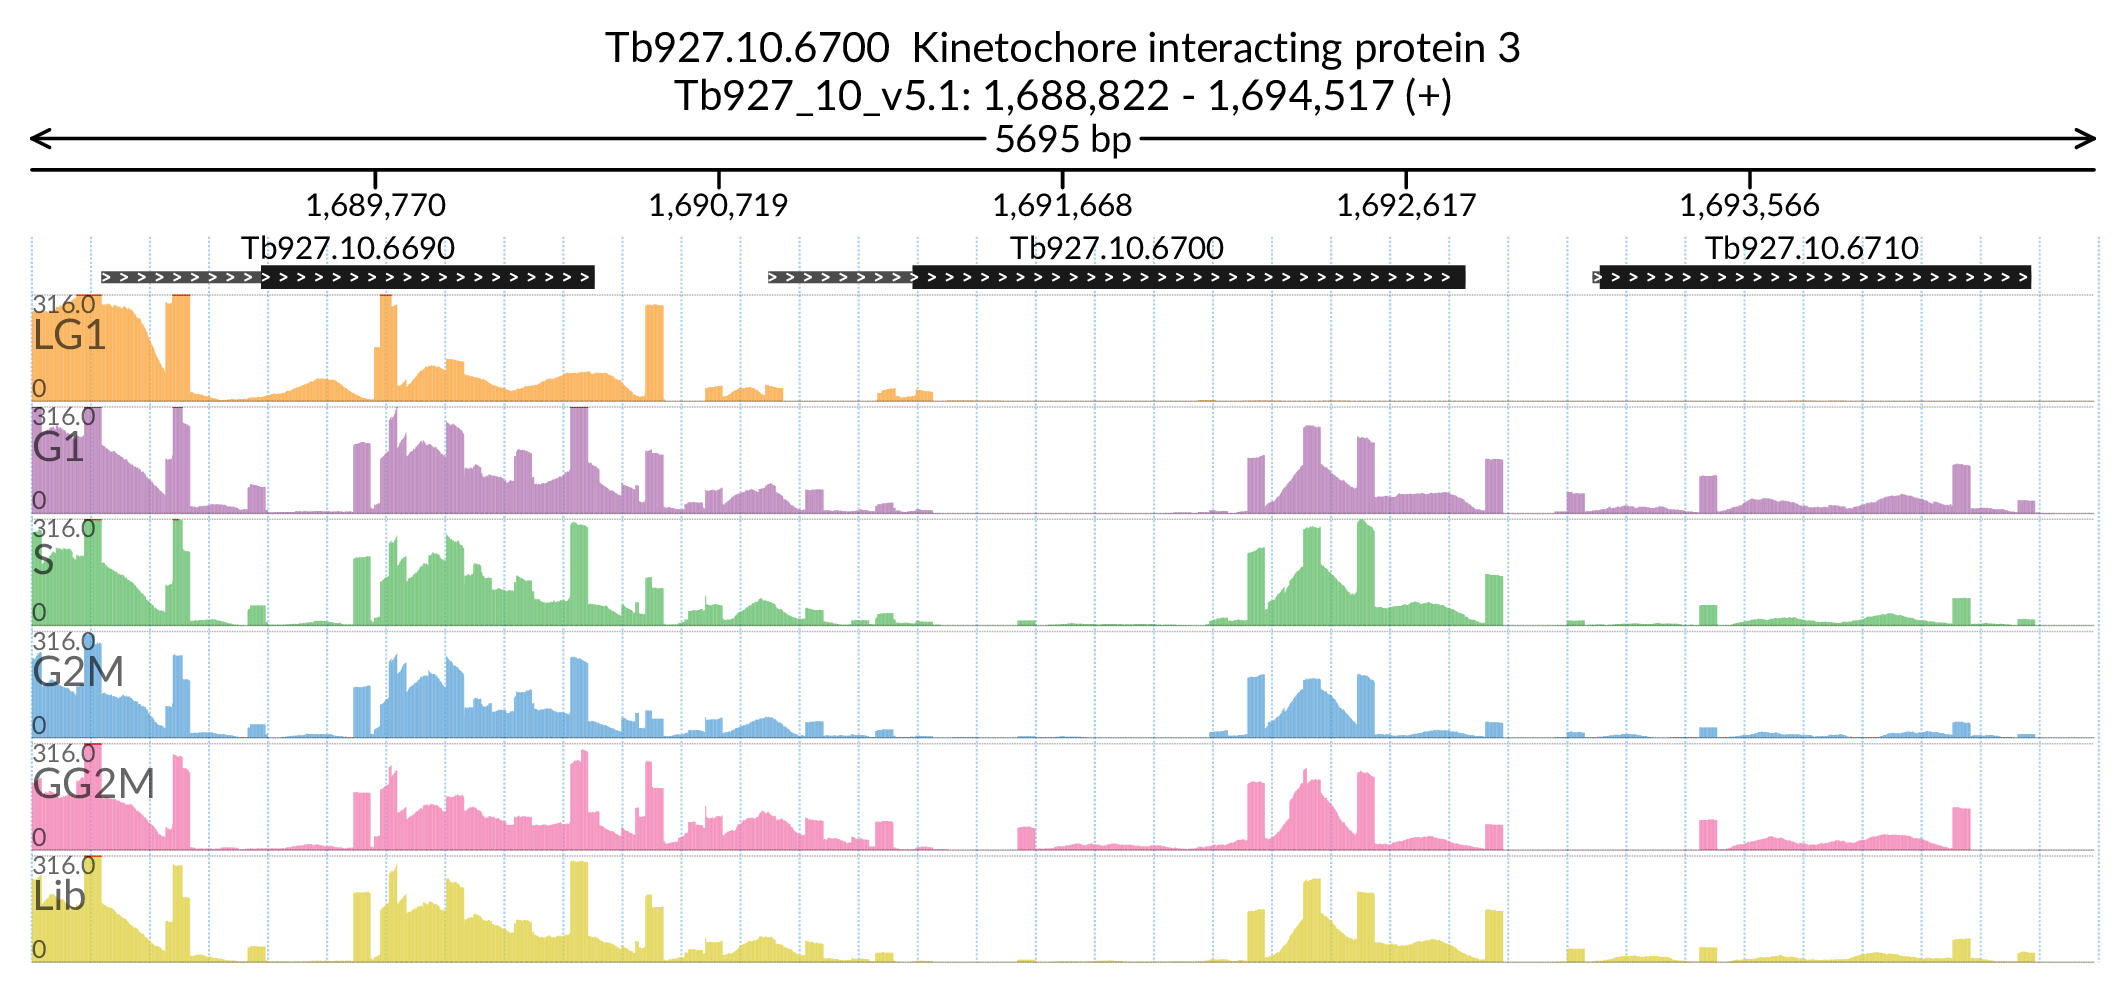 Tb927.10.6700  Kinetochore interacting protein 3
Tb927_10_v5.1: 1,688,822 - 1,694,517 (+)
5695 bp
1,689,770 1,690,719 1,691,668 1,692,617 1,693,566
Tb927.10.6690 Tb927.10.6700 Tb927.10.6710
316.0
LG1
0
316.0
G1
0
316.0
S
0
316.0
G2M
0
316.0
GG2M
0
316.0
Lib
0